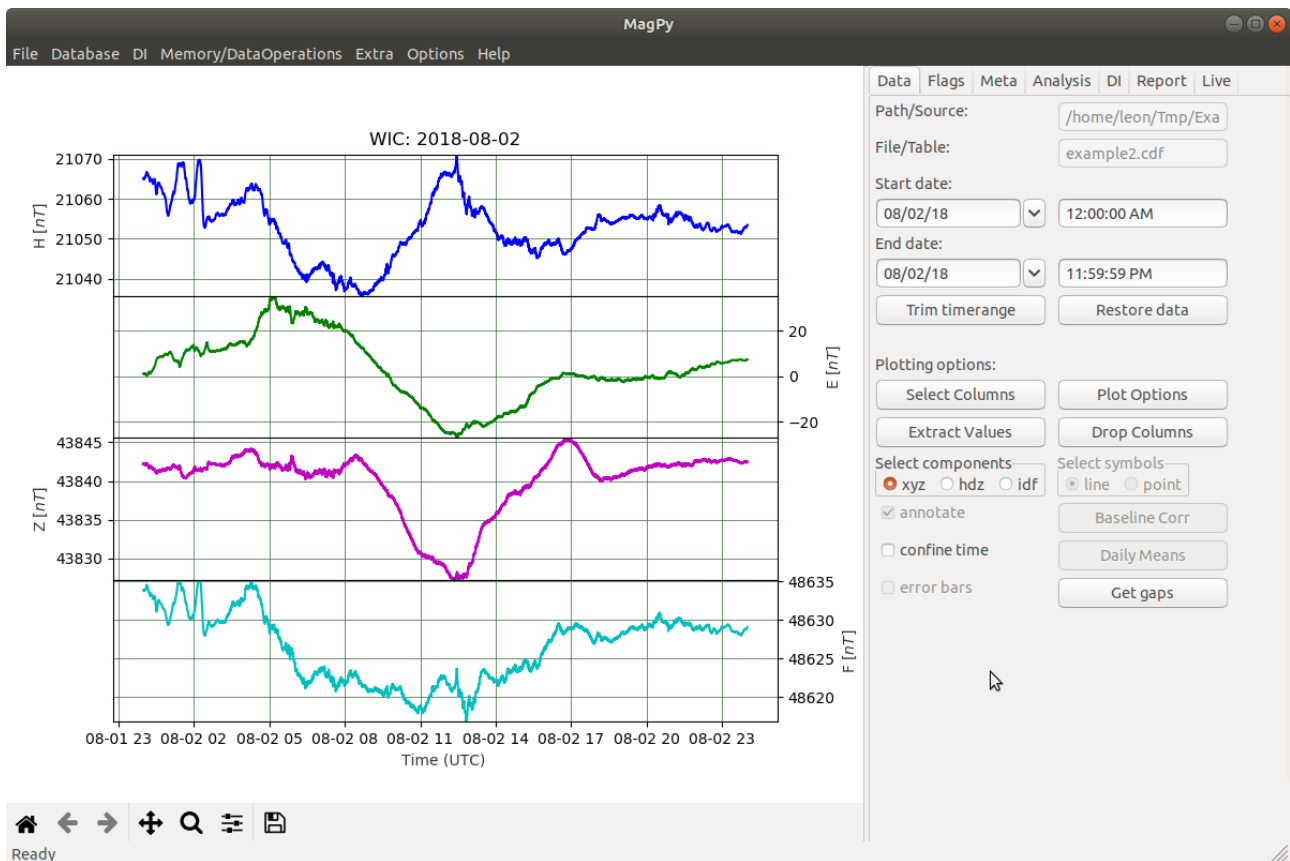 MagPy
File Database DI Memory/DataOperations Extra Options Help
WIC: 2018-08-02
21070
21060
21050
21040
H [nT]
20
0
−20
E [nT]
43845
43840
43835
43830
Z [nT]
48635
48630
48625
48620
F [nT]
08-01 23 08-02 02 08-02 05 08-02 08 08-02 11 08-02 14 08-02 17 08-02 20 08-02 23
Time (UTC)
Ready
Data Flags Meta Analysis DI Report Live
Path/Source: /home/leon/Tmp/Exa
File/Table: example2.cdf
Start date:
08/02/18 12:00:00 AM
End date:
08/02/18 11:59:59 PM
Trim timerange Restore data
Plotting options:
Select Columns Plot Options
Extract Values Drop Columns
Select components Select symbols
xyz hdz idf line point
annotate Baseline Corr
confine time Daily Means
error bars Get gaps